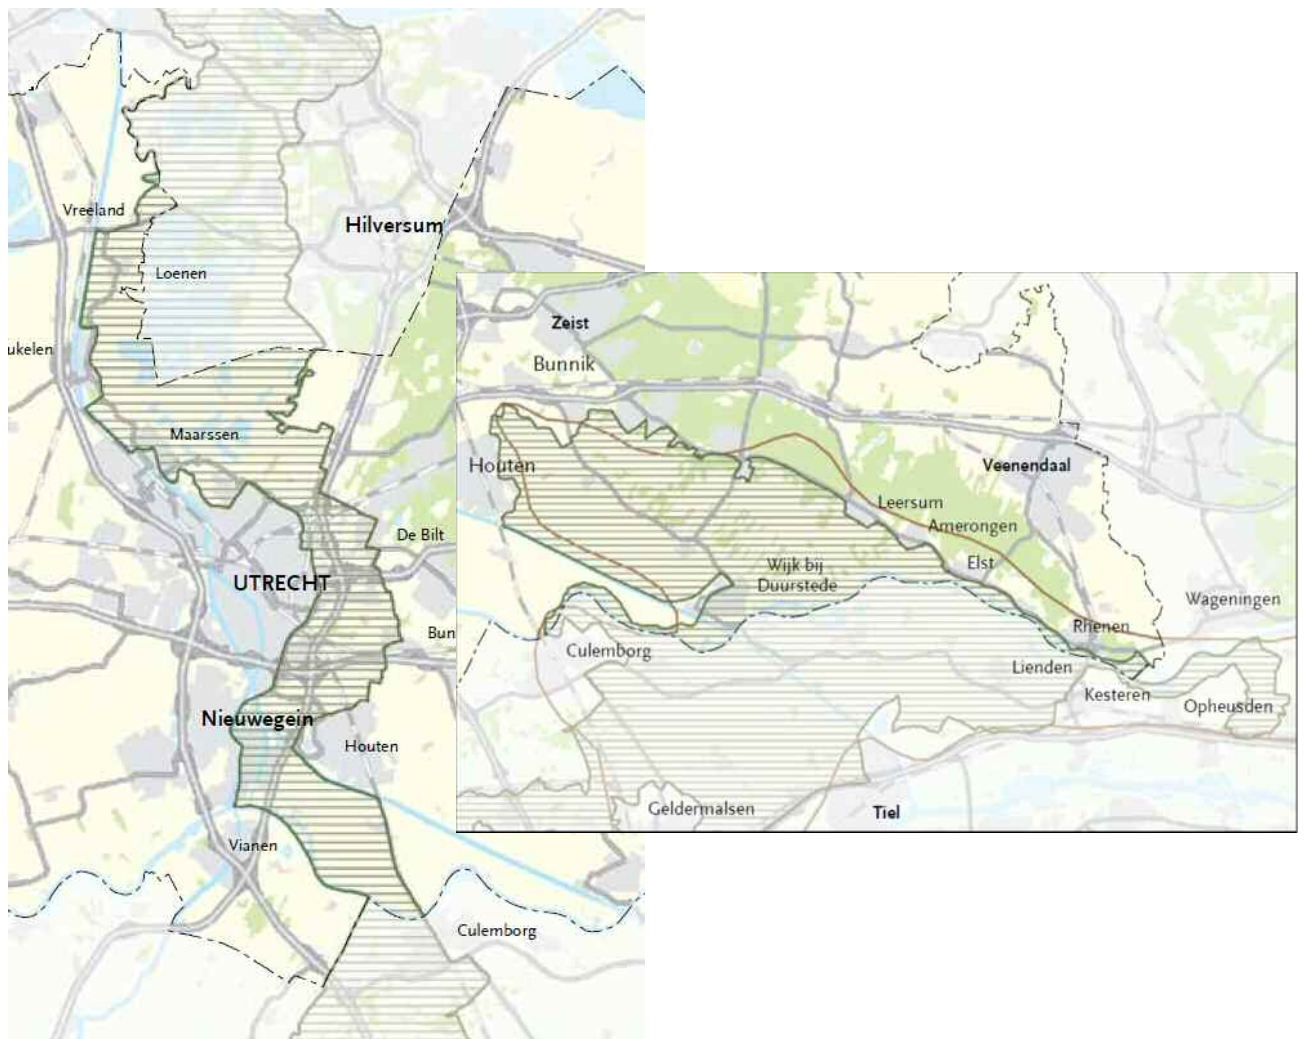 Vreeland
Hilversum
Loenen
ukelen
Maarssen
De Bilt
UTRECHT
Bun
Nieuwegein
Houten
Vianen
Culemborg
Zeist
Bunnik
Houten
Veenendaal
Leersum
Amerongen
Elst
Wijk bij
Duurstede
Wageningen
Rhenen
Culemborg
Lienden
Kesteren
Opheusden
Geldermalsen
Tiel